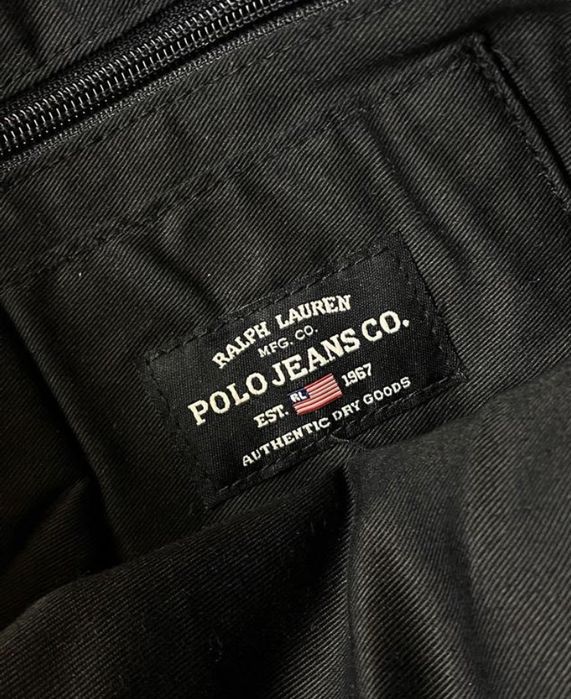 RALPH LAUREN
MFG. CO.
POLO JEANS CO.
EST. RL 1967
AUTHENTIC DRY GOODS